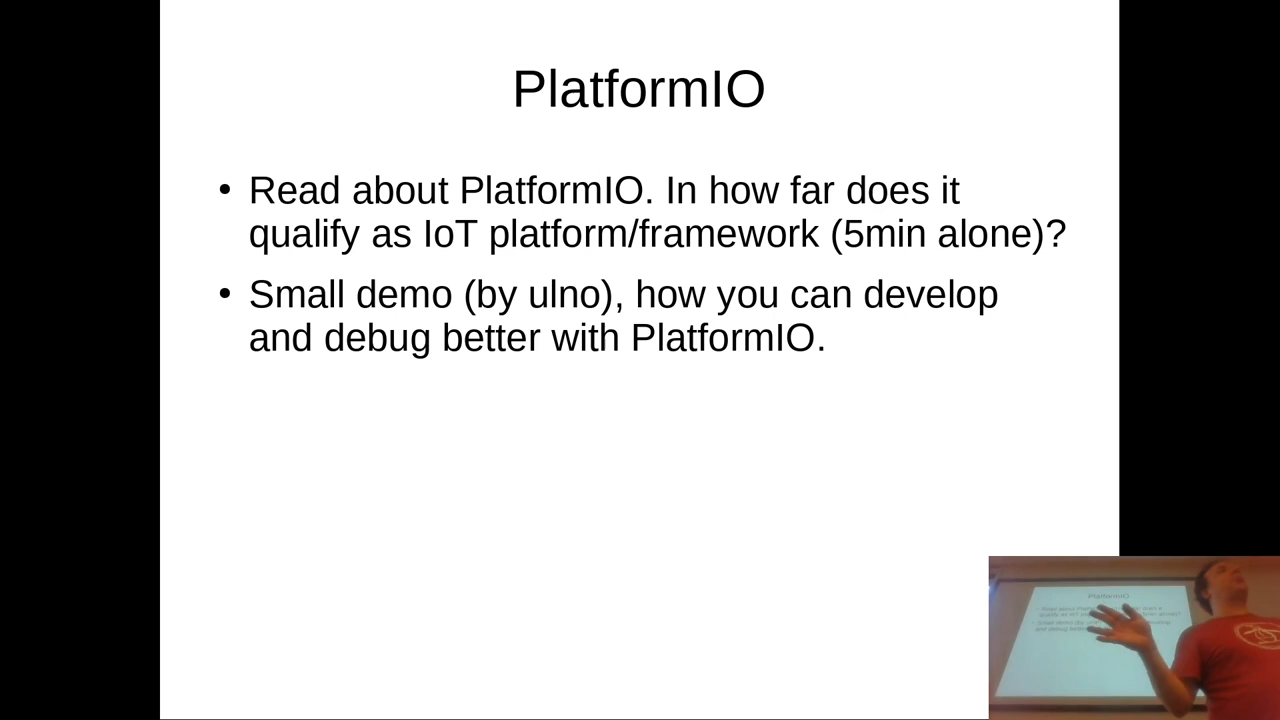 PlatformIO
• Read about PlatformIO. In how far does it
qualify as IoT platform/framework (5min alone)?
• Small demo (by ulno), how you can develop
and debug better with PlatformIO.
PlatformIO